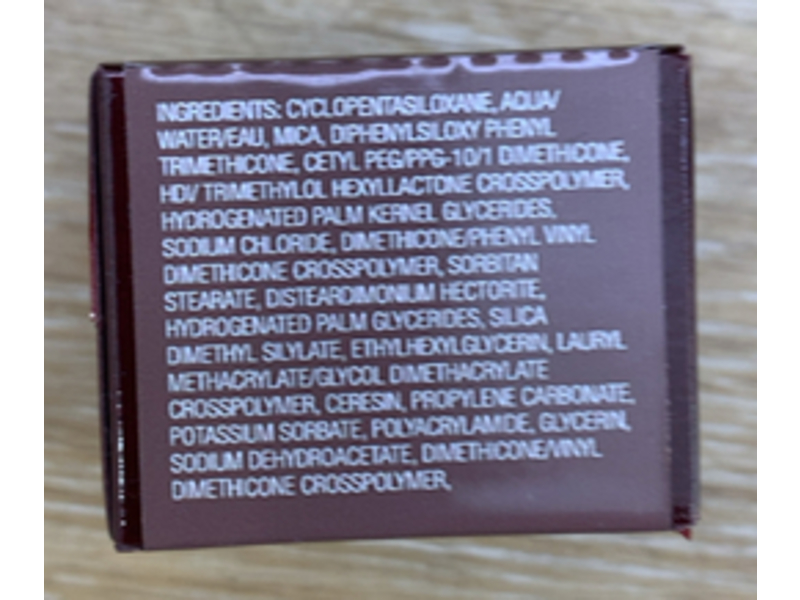 INGREDIENTS: CYCLOPENTASILOXANE, AQUA/
WATER/EAU, MICA, DIPHENYLSILOXY PHENYL
TRIMETHICONE, CETYL PEG/PPG-10/1 DIMETHICONE,
HDI/ TRIMETHYLOL HEXYLLACTONE CROSSPOLYMER,
HYDROGENATED PALM KERNEL GLYCERIDES,
SODIUM CHLORIDE, DIMETHICONE/PHENYL VINYL
DIMETHICONE CROSSPOLYMER, SORBITAN
STEARATE, DISTEARDIMONIUM HECTORITE,
HYDROGENATED PALM GLYCERIDES, SILICA
DIMETHYL SILYLATE, ETHYLHEXYLGLYCERIN, LAURYL
METHACRYLATE/GLYCOL DIMETHACRYLATE
CROSSPOLYMER, CERESIN, PROPYLENE CARBONATE,
POTASSIUM SORBATE, POLYACRYLAMIDE, GLYCERIN,
SODIUM DEHYDROACETATE, DIMETHICONE/VINYL
DIMETHICONE CROSSPOLYMER,